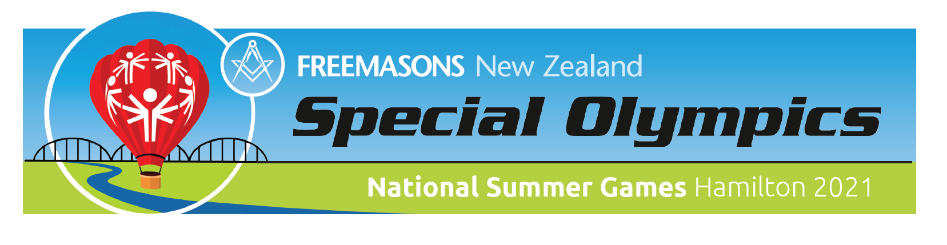 FREEMASONS New Zealand
Special Olympics
National Summer Games Hamilton 2021